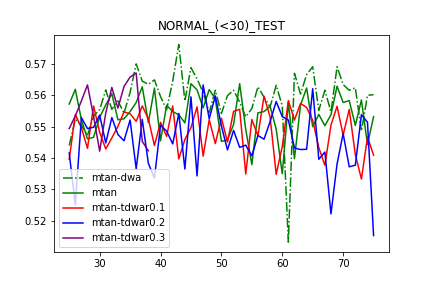 NORMAL_(<30)_TEST
0.57
0.56
0.55
0.54
0.53
0.52
mtan-dwa
mtan
mtan-tdwar0.1
mtan-tdwar0.2
mtan-tdwar0.3
30 40 50 60 70